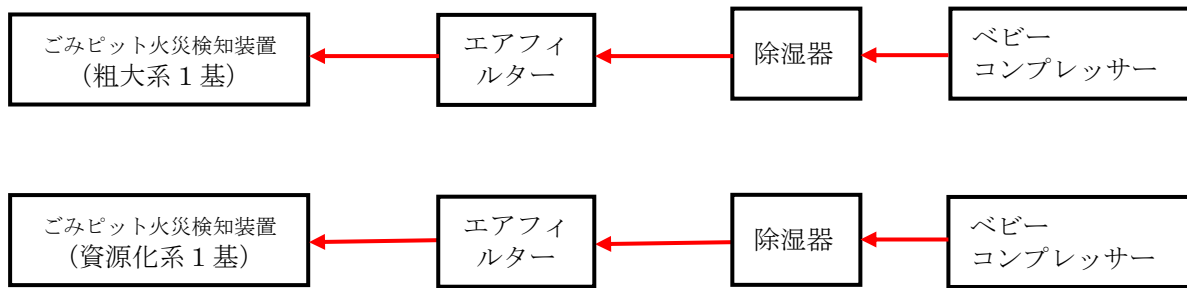 ごみピット火災検知装置
（粗大系１基）
エアフィ
ルター
除湿器
ベビー
コンプレッサー
ごみピット火災検知装置
（資源化系１基）
エアフィ
ルター
除湿器
ベビー
コンプレッサー